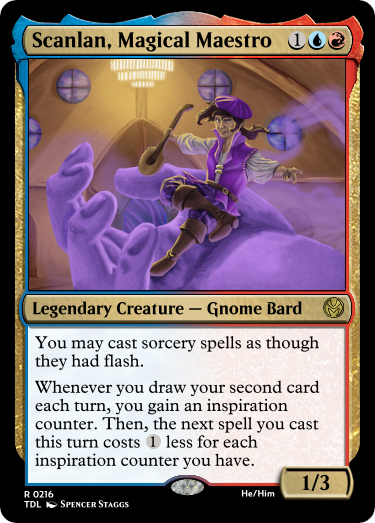 Scanlan, Magical Maestro 1
Legendary Creature — Gnome Bard
You may cast sorcery spells as though
they had flash.
Whenever you draw your second card
each turn, you gain an inspiration
counter. Then, the next spell you cast
this turn costs 1 less for each
inspiration counter you have.
1/3
R 0216 He/Him
TDL Spencer Staggs